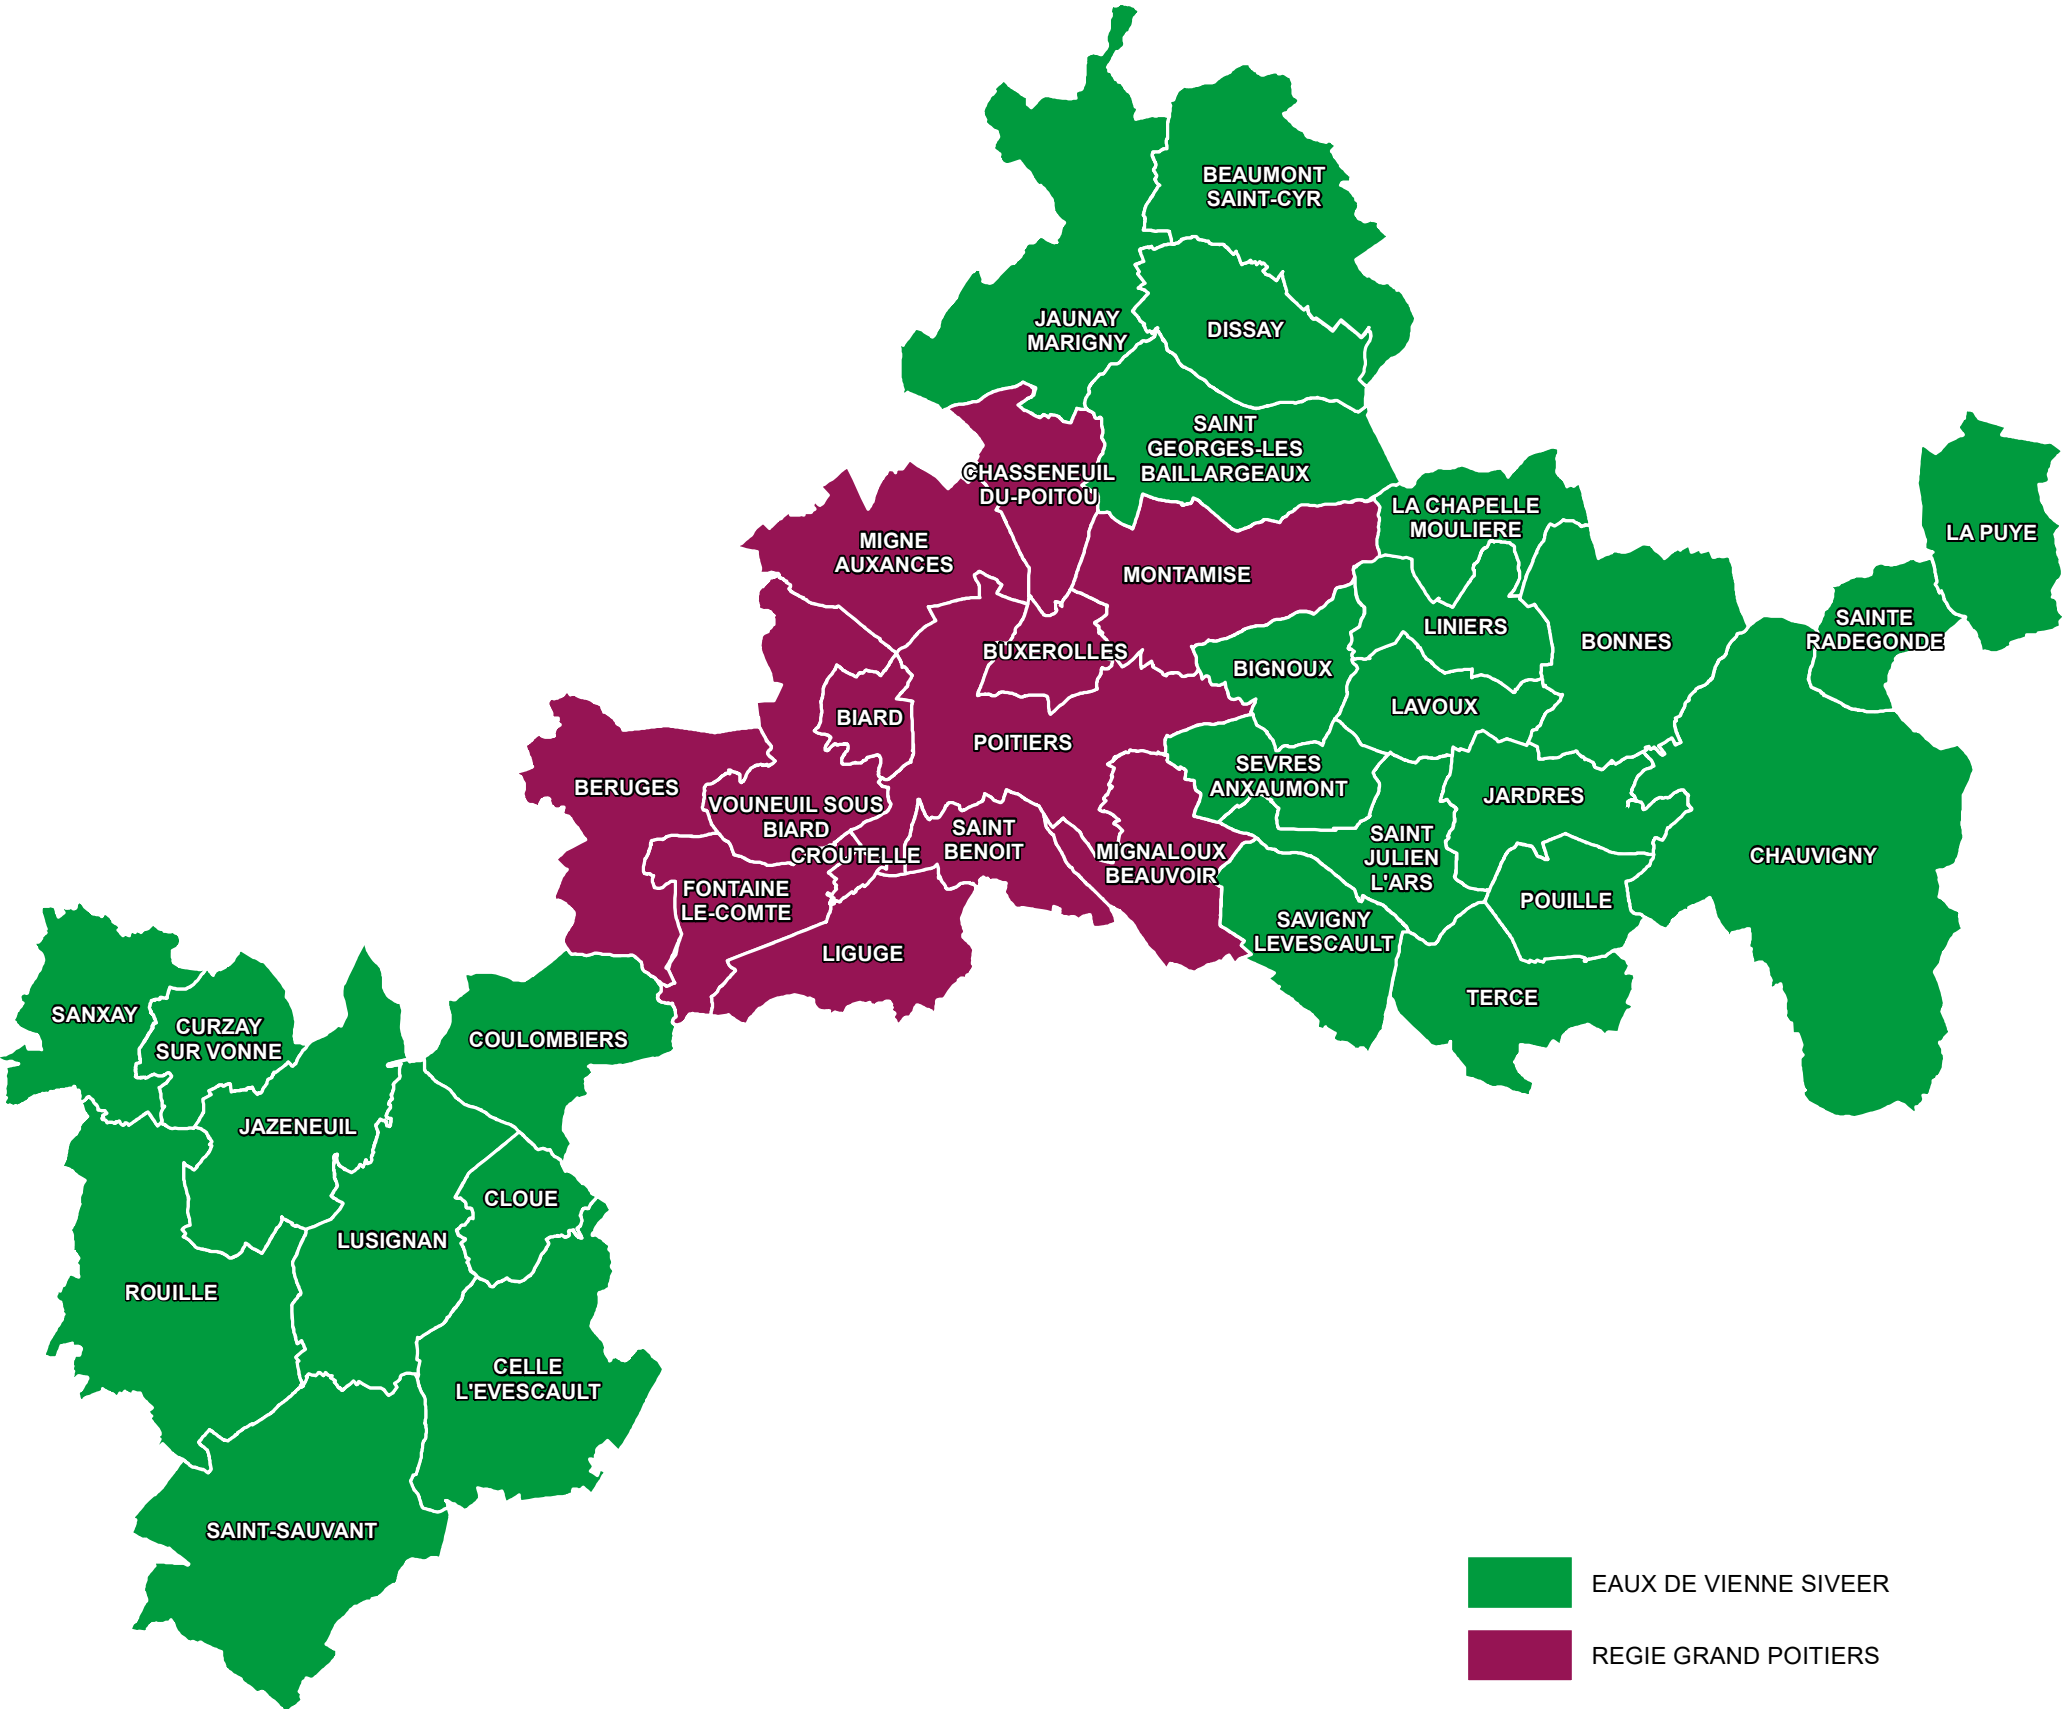 BEAUMONT
SAINT-CYR
JAUNAY
MARIGNY
DISSAY
SAINT
GEORGES-LES
BAILLARGEAUX
CHASSENEUIL
DU-POITOU
LA CHAPELLE
MOULIERE
LA PUYE
MIGNE
AUXANCES
MONTAMISE
LINIERS
SAINTE
RADEGONDE
BONNES
BUXEROLLES
BIGNOUX
LAVOUX
BIARD
POITIERS
SEVRES
ANXAUMONT
BERUGES
JARDRES
VOUNEUIL SOUS
BIARD
SAINT
BENOIT
SAINT
JULIEN
L'ARS
CROUTELLE
MIGNALOUX
BEAUVOIR
CHAUVIGNY
FONTAINE
LE-COMTE
POUILLE
SAVIGNY
LEVESCAULT
LIGUGE
TERCE
SANXAY
CURZAY
SUR VONNE
COULOMBIERS
JAZENEUIL
CLOUE
LUSIGNAN
ROUILLE
CELLE
L'EVESCAULT
SAINT-SAUVANT
EAUX DE VIENNE SIVEER
REGIE GRAND POITIERS